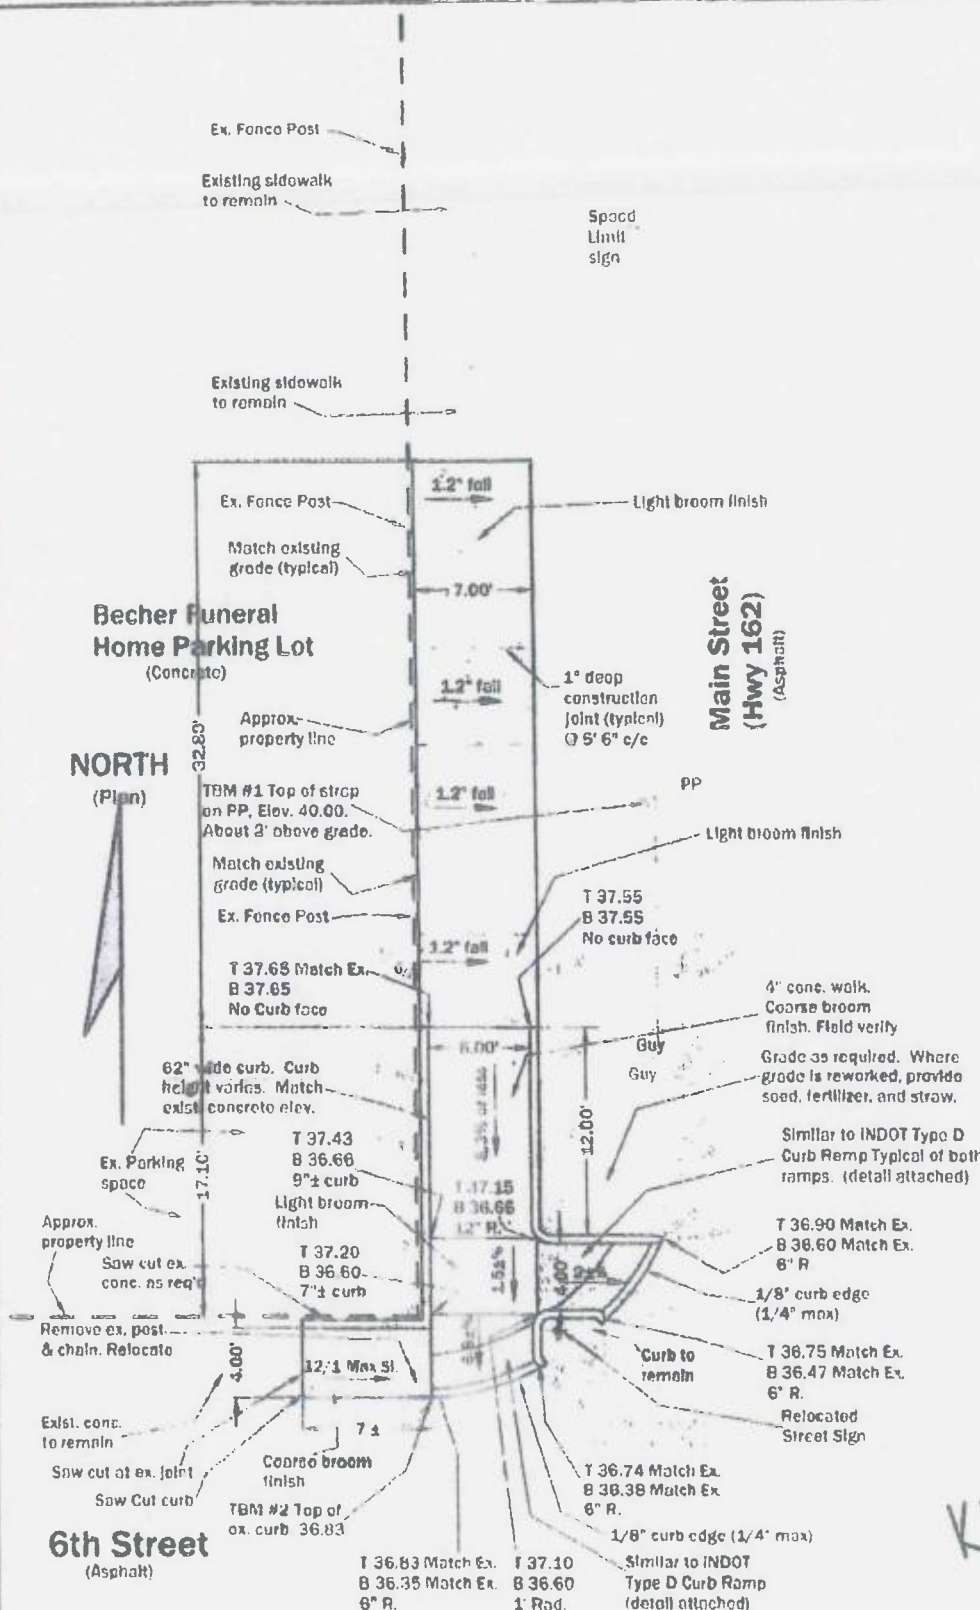 Ex. Fence Post
Existing sidewalk
to remain
Speed
Limit
sign
Existing sidewalk
to remain
1.2" fall
Ex. Fence Post
Light broom finish
Match existing
grade (typical)
7.00'
Becher Funeral
Home Parking Lot
(Concrete)
Main Street
(Hwy 162)
(Asphalt)
1" deep
construction
joint (typical)
@ 5' 6" c/c
1.2" fall
Approx.
property line
32.83'
NORTH
(Plan)
TBM #1 Top of strap
on PP, Elev. 40.00.
About 3' above grade.
1.2" fall
PP
Light broom finish
Match existing
grade (typical)
T 37.55
B 37.55
No curb face
Ex. Fence Post
1.2" fall
T 37.65 Match Ex.
B 37.65
No Curb face
4" conc. walk.
Coarse broom
finish. Field verify
6.00'
Guy
Guy
Grade as required. Where
grade is reworked, provide
seed, fertilizer, and straw.
62" wide curb. Curb
height varies. Match
exist. concrete elev.
8.3% or less
12.00'
Similar to INDOT Type D
Curb Ramp Typical of both
ramps. (detail attached)
T 37.43
B 36.66
9"± curb
Ex. Parking
space
17.10'
Light broom
finish
T 37.15
B 36.66
12" R.
T 36.90 Match Ex.
B 36.60 Match Ex.
6" R.
Approx.
property line
Saw cut ex.
conc. as req'd
T 37.20
B 36.60
7"± curb
4.00'
1/8" curb edge
(1/4" max)
Remove ex. post
& chain. Relocate
4.00'
12/1 Max Sl.
Curb to
remain
T 36.75 Match Ex.
B 36.47 Match Ex.
6" R.
Relocated
Street Sign
Exist. conc.
to remain
7 ±
Saw cut at ex. joint
Coarse broom
finish
Saw Cut curb
T 36.74 Match Ex.
B 36.38 Match Ex.
6" R.
TBM #2 Top of
ex. curb 36.83
1/8" curb edge (1/4" max)
6th Street
(Asphalt)
T 36.83 Match Ex.
B 36.35 Match Ex.
6" R.
T 37.10
B 36.60
1' Rad.
Similar to INDOT
Type D Curb Ramp
(detail attached)